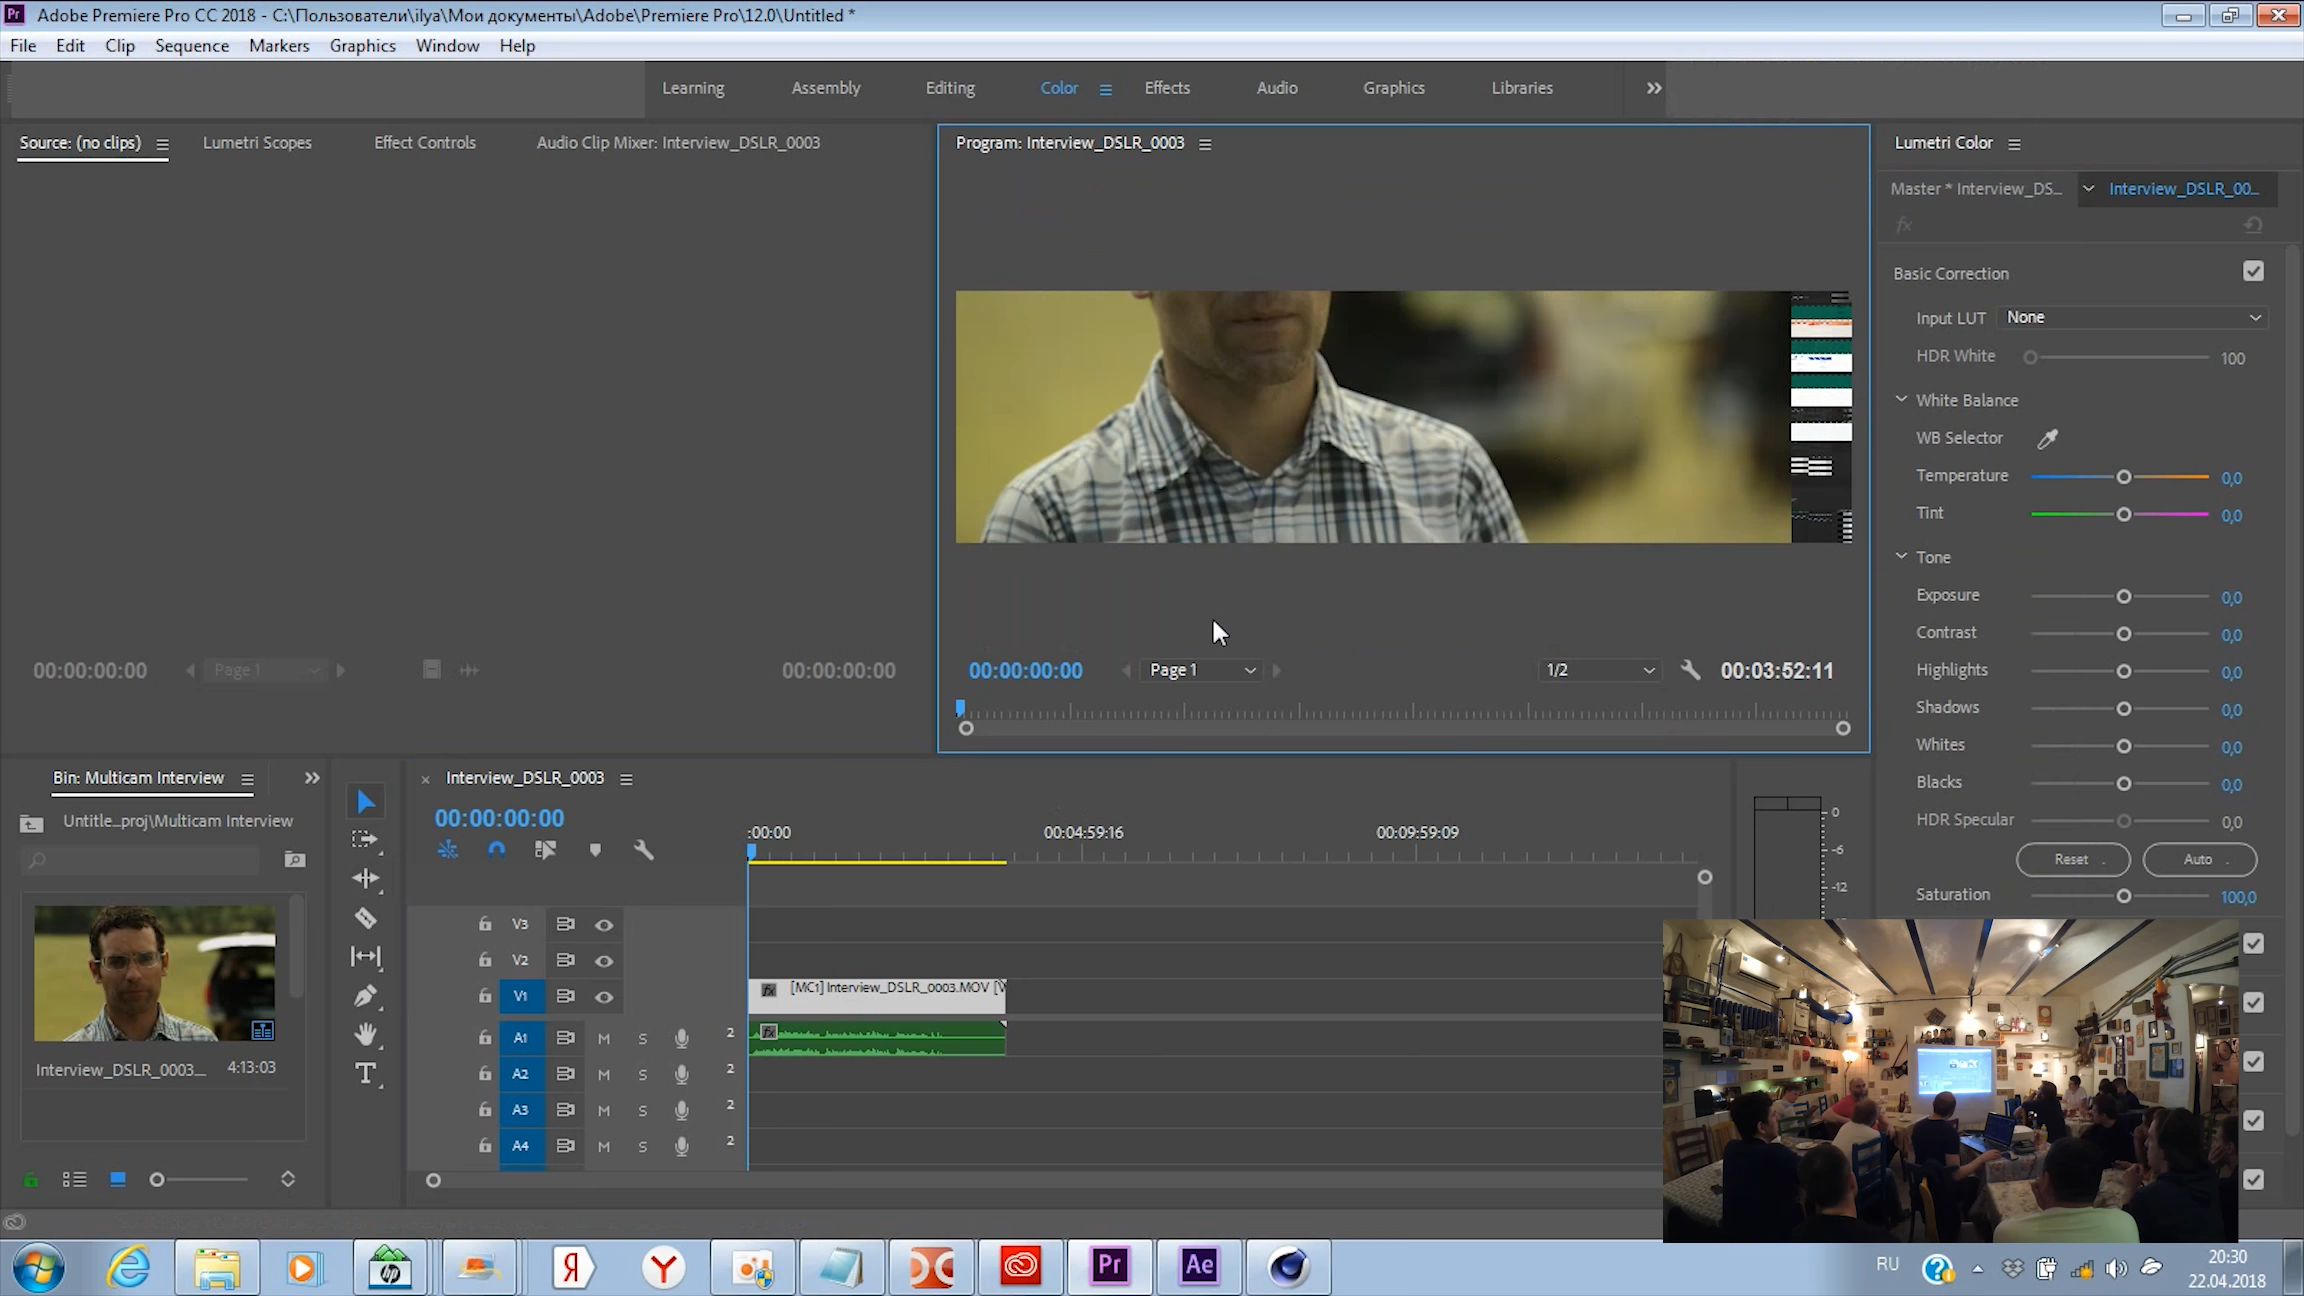 Pr Adobe Premiere Pro CC 2018 - C:\Пользователи\ilya\Мои документы\Adobe\Premiere Pro\12.0\Untitled *
File Edit Clip Sequence Markers Graphics Window Help
Learning Assembly Editing Color Effects Audio Graphics Libraries
Source: (no clips) Lumetri Scopes Effect Controls Audio Clip Mixer: Interview_DSLR_0003
Program: Interview_DSLR_0003
Lumetri Color
Master * Interview_DS... Interview_DSLR_00...
fx
Basic Correction
Input LUT None
HDR White 100
White Balance
WB Selector
Temperature 0,0
Tint 0,0
Tone
Exposure 0,0
Contrast 0,0
Highlights 0,0
Shadows 0,0
Whites 0,0
Blacks 0,0
HDR Specular 0,0
Reset Auto
Saturation 100,0
00:00:00:00 Page 1 00:00:00:00
00:00:00:00 Page 1 1/2 00:03:52:11
Bin: Multicam Interview
Untitle_proj\Multicam Interview
Interview_DSLR_0003... 4:13:03
× Interview_DSLR_0003
00:00:00:00
:00:00 00:04:59:16 00:09:59:09
V3
V2
V1 fx [MC1] Interview_DSLR_0003.MOV [V
A1 M S 2 fx
A2 M S 2
A3 M S 2
A4 M S 2
0
-6
-12
hp Я Y Pr Ae
RU
20:30
22.04.2018